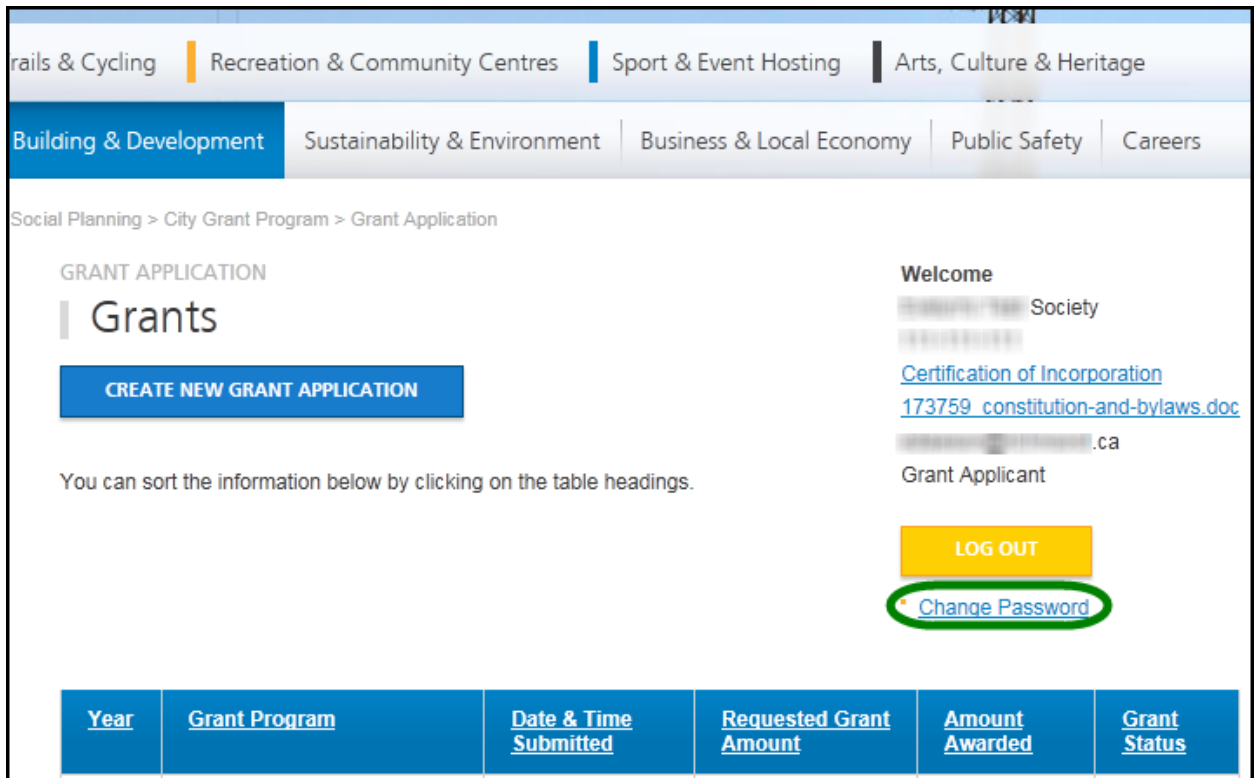 rails & Cycling Recreation & Community Centres Sport & Event Hosting Arts, Culture & Heritage
Building & Development Sustainability & Environment Business & Local Economy Public Safety Careers
Social Planning > City Grant Program > Grant Application
GRANT APPLICATION
Grants
CREATE NEW GRANT APPLICATION
You can sort the information below by clicking on the table headings.
Welcome
Society
Certification of Incorporation
173759_constitution-and-bylaws.doc
.ca
Grant Applicant
LOG OUT
Change Password
Year Grant Program Date & Time Requested Grant Amount Grant
Submitted Amount Awarded Status